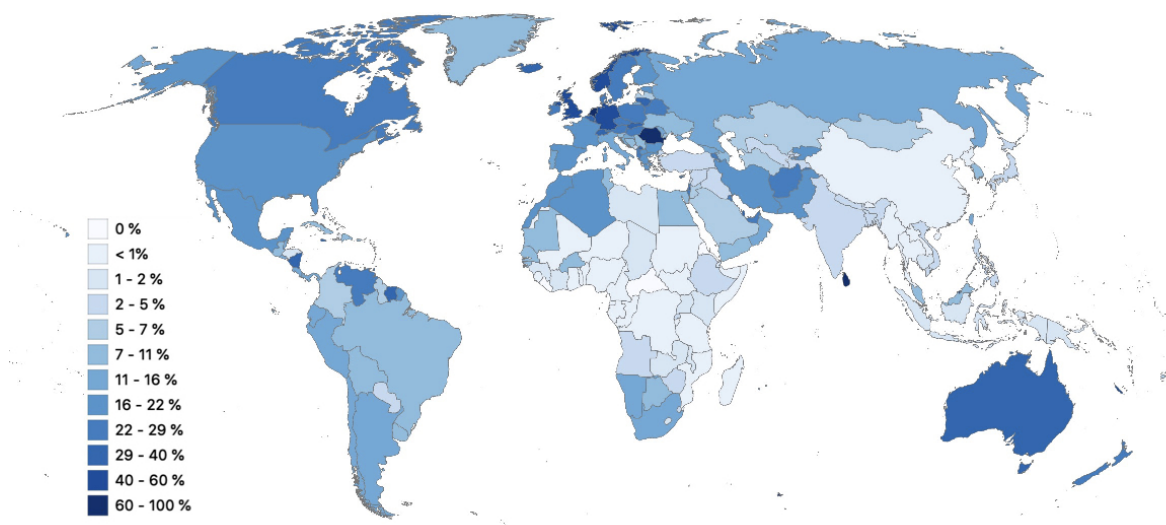 0 %
< 1%
1 - 2 %
2 - 5 %
5 - 7 %
7 - 11 %
11 - 16 %
16 - 22 %
22 - 29 %
29 - 40 %
40 - 60 %
60 - 100 %